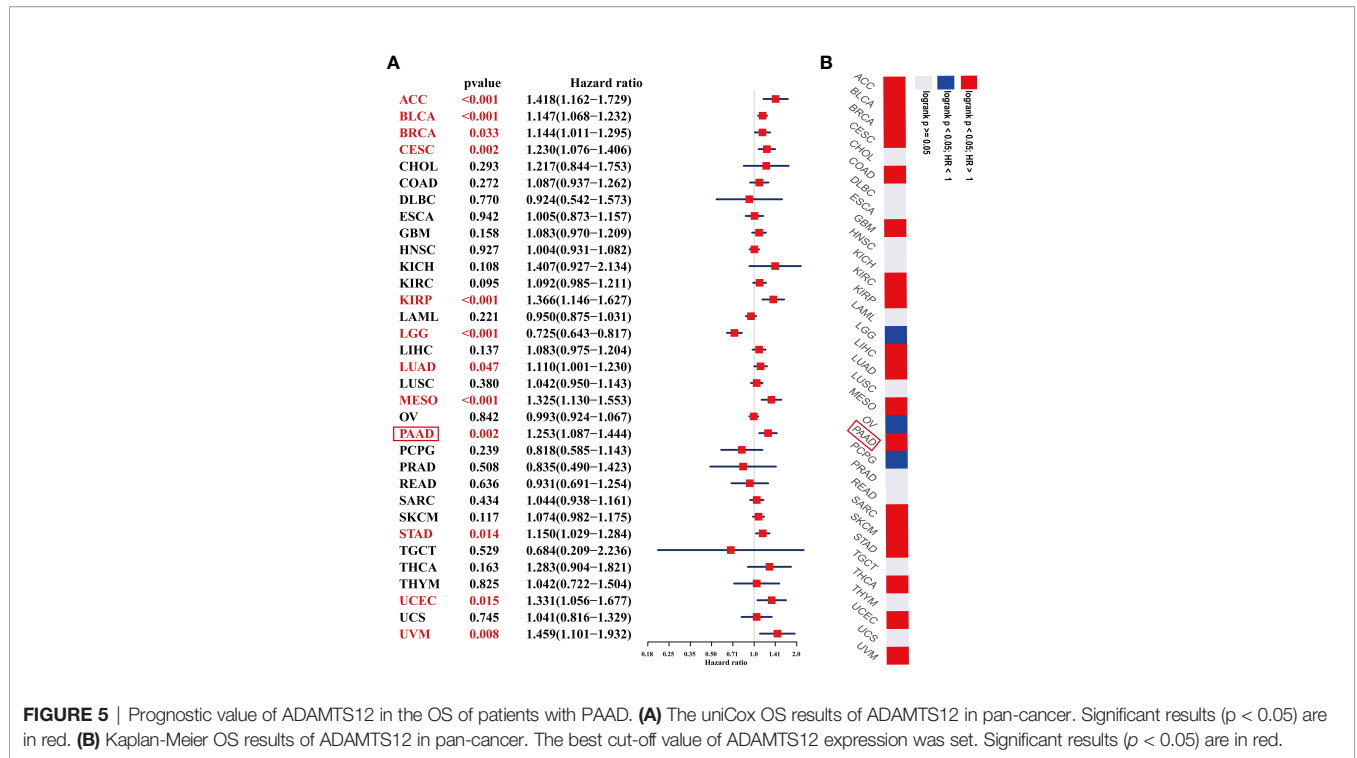 A
pvalue Hazard ratio
ACC <0.001 1.418(1.162−1.729)
BLCA <0.001 1.147(1.068−1.232)
BRCA 0.033 1.144(1.011−1.295)
CESC 0.002 1.230(1.076−1.406)
CHOL 0.293 1.217(0.844−1.753)
COAD 0.272 1.087(0.937−1.262)
DLBC 0.770 0.924(0.542−1.573)
ESCA 0.942 1.005(0.873−1.157)
GBM 0.158 1.083(0.970−1.209)
HNSC 0.927 1.004(0.931−1.082)
KICH 0.108 1.407(0.927−2.134)
KIRC 0.095 1.092(0.985−1.211)
KIRP <0.001 1.366(1.146−1.627)
LAML 0.221 0.950(0.875−1.031)
LGG <0.001 0.725(0.643−0.817)
LIHC 0.137 1.083(0.975−1.204)
LUAD 0.047 1.110(1.001−1.230)
LUSC 0.380 1.042(0.950−1.143)
MESO <0.001 1.325(1.130−1.553)
OV 0.842 0.993(0.924−1.067)
PAAD 0.002 1.253(1.087−1.444)
PCPG 0.239 0.818(0.585−1.143)
PRAD 0.508 0.835(0.490−1.423)
READ 0.636 0.931(0.691−1.254)
SARC 0.434 1.044(0.938−1.161)
SKCM 0.117 1.074(0.982−1.175)
STAD 0.014 1.150(1.029−1.284)
TGCT 0.529 0.684(0.209−2.236)
THCA 0.163 1.283(0.904−1.821)
THYM 0.825 1.042(0.722−1.504)
UCEC 0.015 1.331(1.056−1.677)
UCS 0.745 1.041(0.816−1.329)
UVM 0.008 1.459(1.101−1.932)
0.18 0.25 0.35 0.50 0.71 1.0 1.41 2.0
Hazard ratio
B
ACC
BLCA
BRCA
CESC
CHOL
COAD
DLBC
ESCA
GBM
HNSC
KICH
KIRC
KIRP
LAML
LGG
LIHC
LUAD
LUSC
MESO
OV
PAAD
PCPG
PRAD
READ
SARC
SKCM
STAD
TGCT
THCA
THYM
UCEC
UCS
UVM
logrank p >= 0.05
logrank p < 0.05; HR < 1
logrank p < 0.05; HR > 1
FIGURE 5 | Prognostic value of ADAMTS12 in the OS of patients with PAAD. (A) The uniCox OS results of ADAMTS12 in pan-cancer. Significant results (p < 0.05) are
in red. (B) Kaplan-Meier OS results of ADAMTS12 in pan-cancer. The best cut-off value of ADAMTS12 expression was set. Significant results (p < 0.05) are in red.